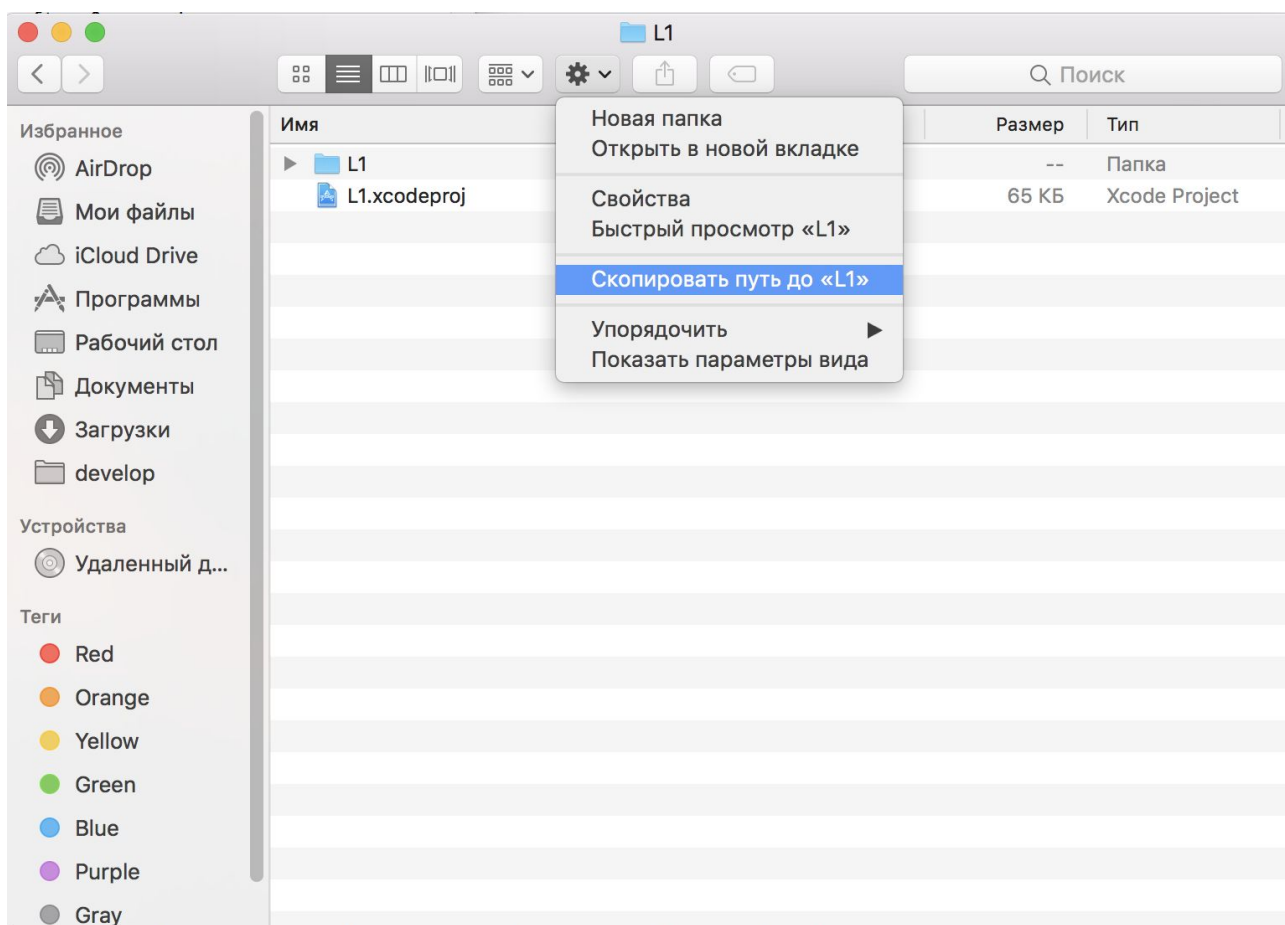 L1
Поиск
Избранное
AirDrop
Мои файлы
iCloud Drive
Программы
Рабочий стол
Документы
Загрузки
develop
Устройства
Удаленный д...
Теги
Red
Orange
Yellow
Green
Blue
Purple
Gray
Имя
Размер
Тип
L1
--
Папка
L1.xcodeproj
65 КБ
Xcode Project
Новая папка
Открыть в новой вкладке
Свойства
Быстрый просмотр «L1»
Скопировать путь до «L1»
Упорядочить
Показать параметры вида